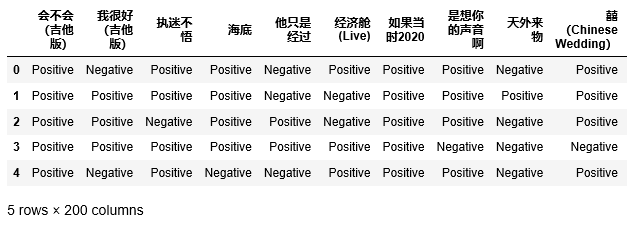 会不会(吉他版) 我很好(吉他版) 执迷不悟 海底 他只是经过 经济舱(Live) 如果当时2020 是想你的声音啊 天外来物 囍(Chinese Wedding)
0 Positive Negative Positive Positive Negative Positive Positive Positive Negative Positive
1 Positive Positive Positive Positive Negative Negative Positive Positive Positive Positive
2 Positive Positive Negative Positive Positive Negative Positive Positive Negative Positive
3 Positive Positive Positive Positive Positive Positive Positive Negative Negative Negative
4 Positive Negative Positive Negative Negative Positive Positive Positive Negative Positive
5 rows × 200 columns